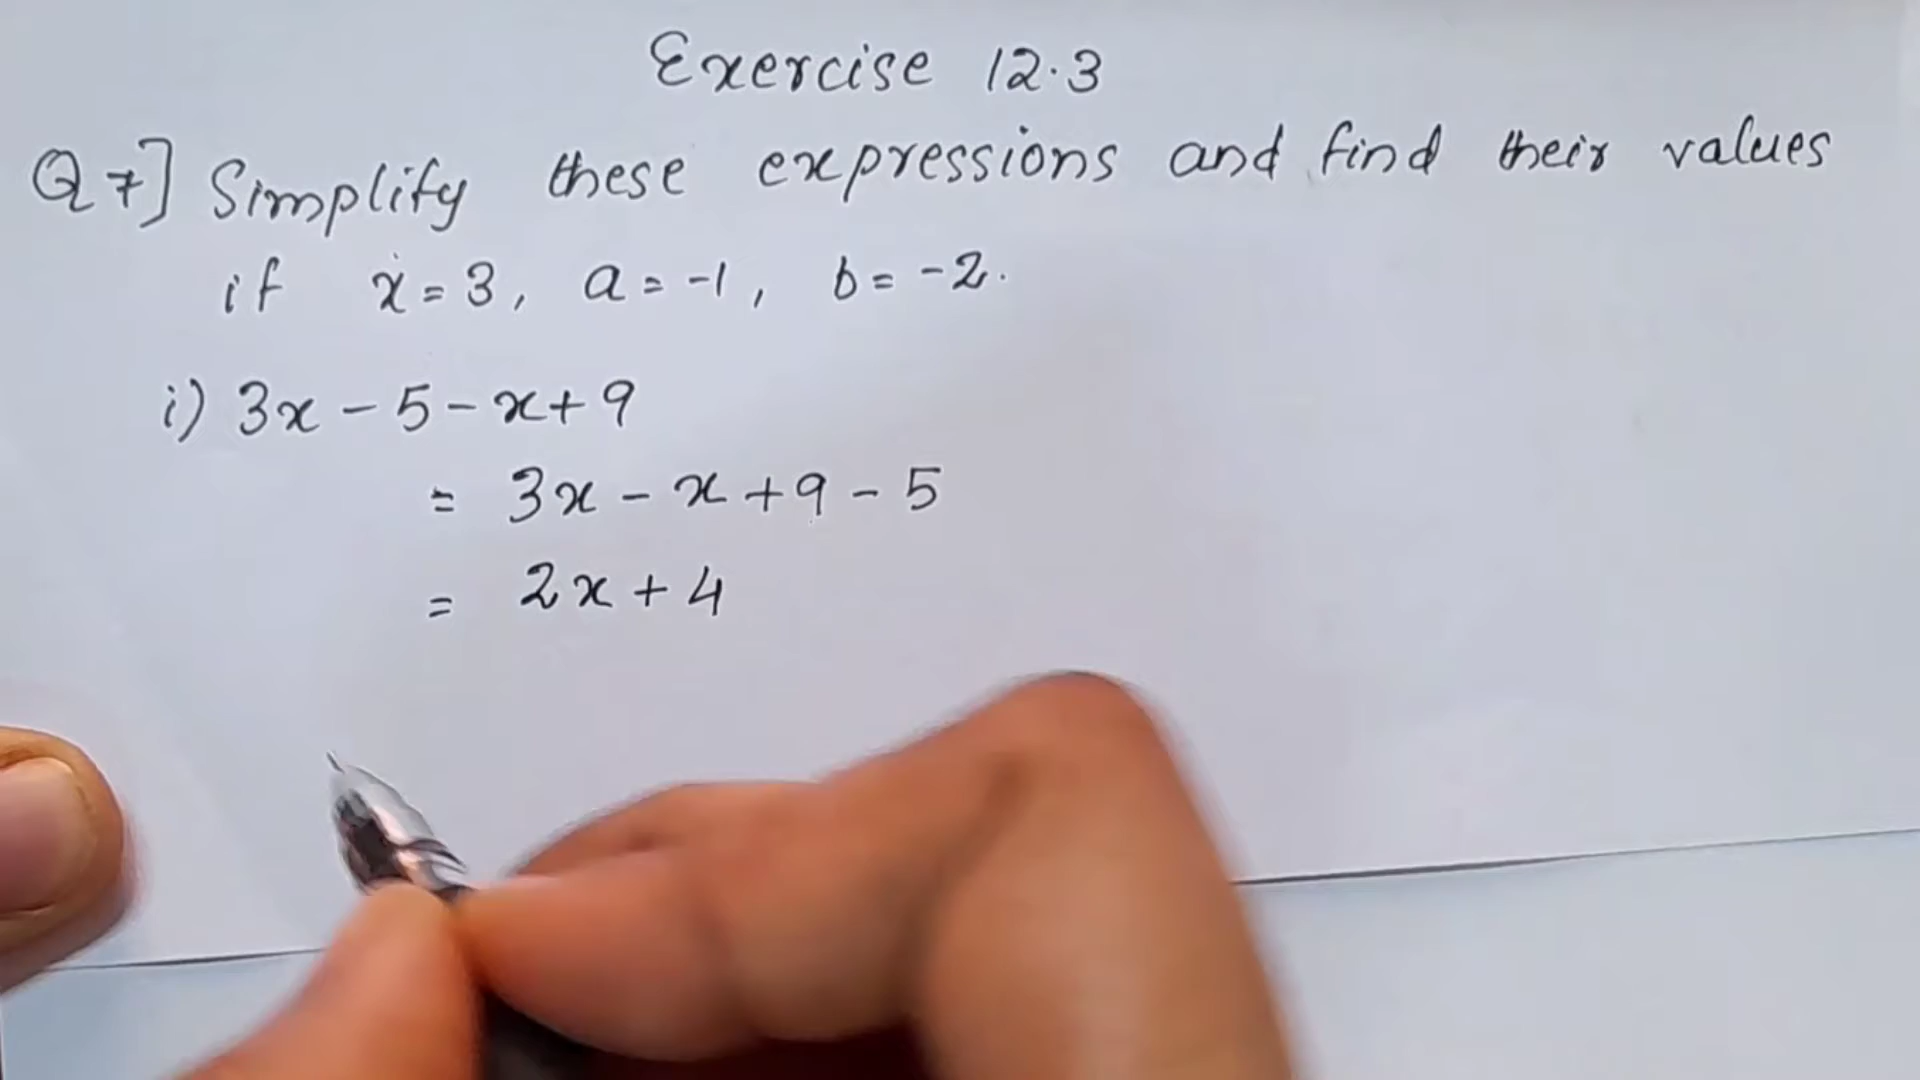 Exercise 12.3
Q7] Simplify these expressions and find their values
if x = 3, a = -1, b = -2.
i) 3x - 5 - x + 9
= 3x - x + 9 - 5
= 2x + 4